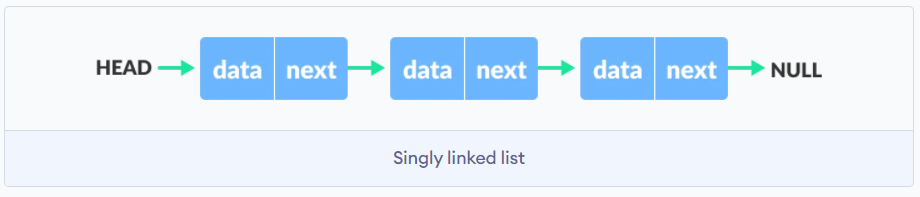 HEAD data next data next data next NULL
Singly linked list